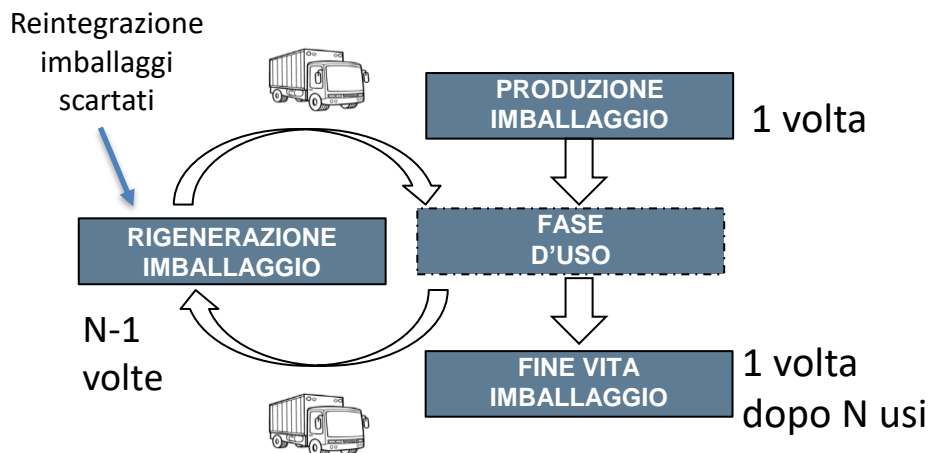 Reintegrazione
imballaggi
scartati
PRODUZIONE
IMBALLAGGIO
1 volta
RIGENERAZIONE
IMBALLAGGIO
FASE
D’USO
N-1
volte
FINE VITA
IMBALLAGGIO
1 volta
dopo N usi